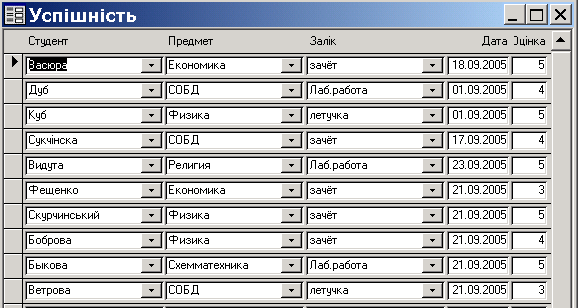 Успішність
Студент Предмет Залік Дата Оцінка
Засюра Економика зачёт 18.09.2005 5
Дуб СОБД Лаб.работа 01.09.2005 4
Куб Физика летучка 01.09.2005 5
Сукчінска СОБД зачёт 17.09.2005 4
Видута Религия Лаб.работа 23.09.2005 5
Фещенко Економика зачёт 21.09.2005 3
Скурчинський Физика зачёт 21.09.2005 5
Боброва Физика зачёт 21.09.2005 4
Быкова Схемматехника Лаб.работа 21.09.2005 5
Ветрова СОБД летучка 21.09.2005 3